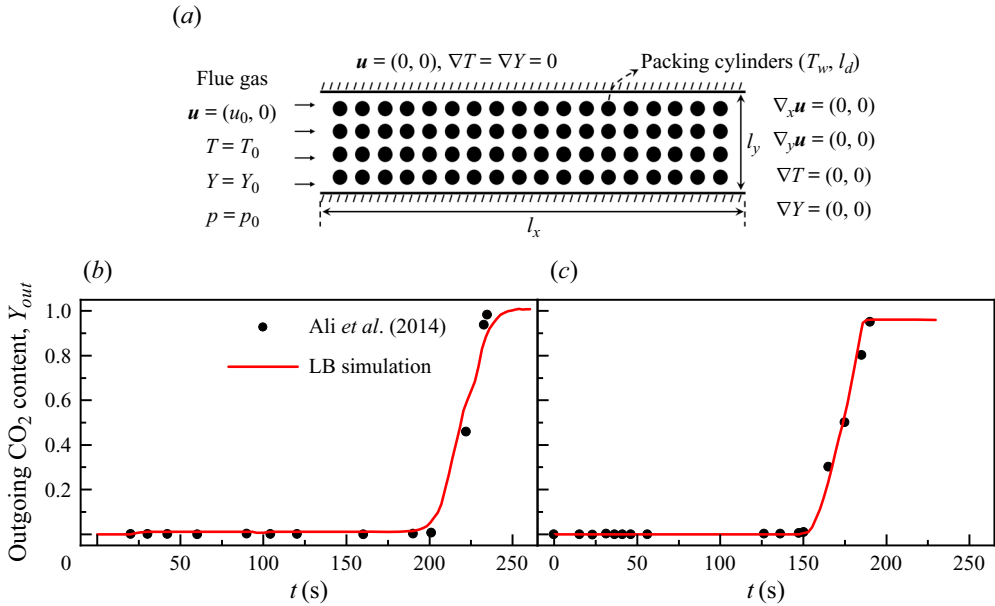 (a)
u = (0, 0), ∇T = ∇Y = 0
Packing cylinders (T_w, l_d)
Flue gas
u = (u_0, 0)
T = T_0
Y = Y_0
p = p_0
∇_x u = (0, 0)
∇_y u = (0, 0)
∇T = (0, 0)
∇Y = (0, 0)
l_y
l_x
(b)
(c)
Outgoing CO_2 content, Y_out
1.0
0.8
0.6
0.4
0.2
0
Ali et al. (2014)
LB simulation
50 100 150 200 250
t (s)
0 50 100 150 200 250
t (s)